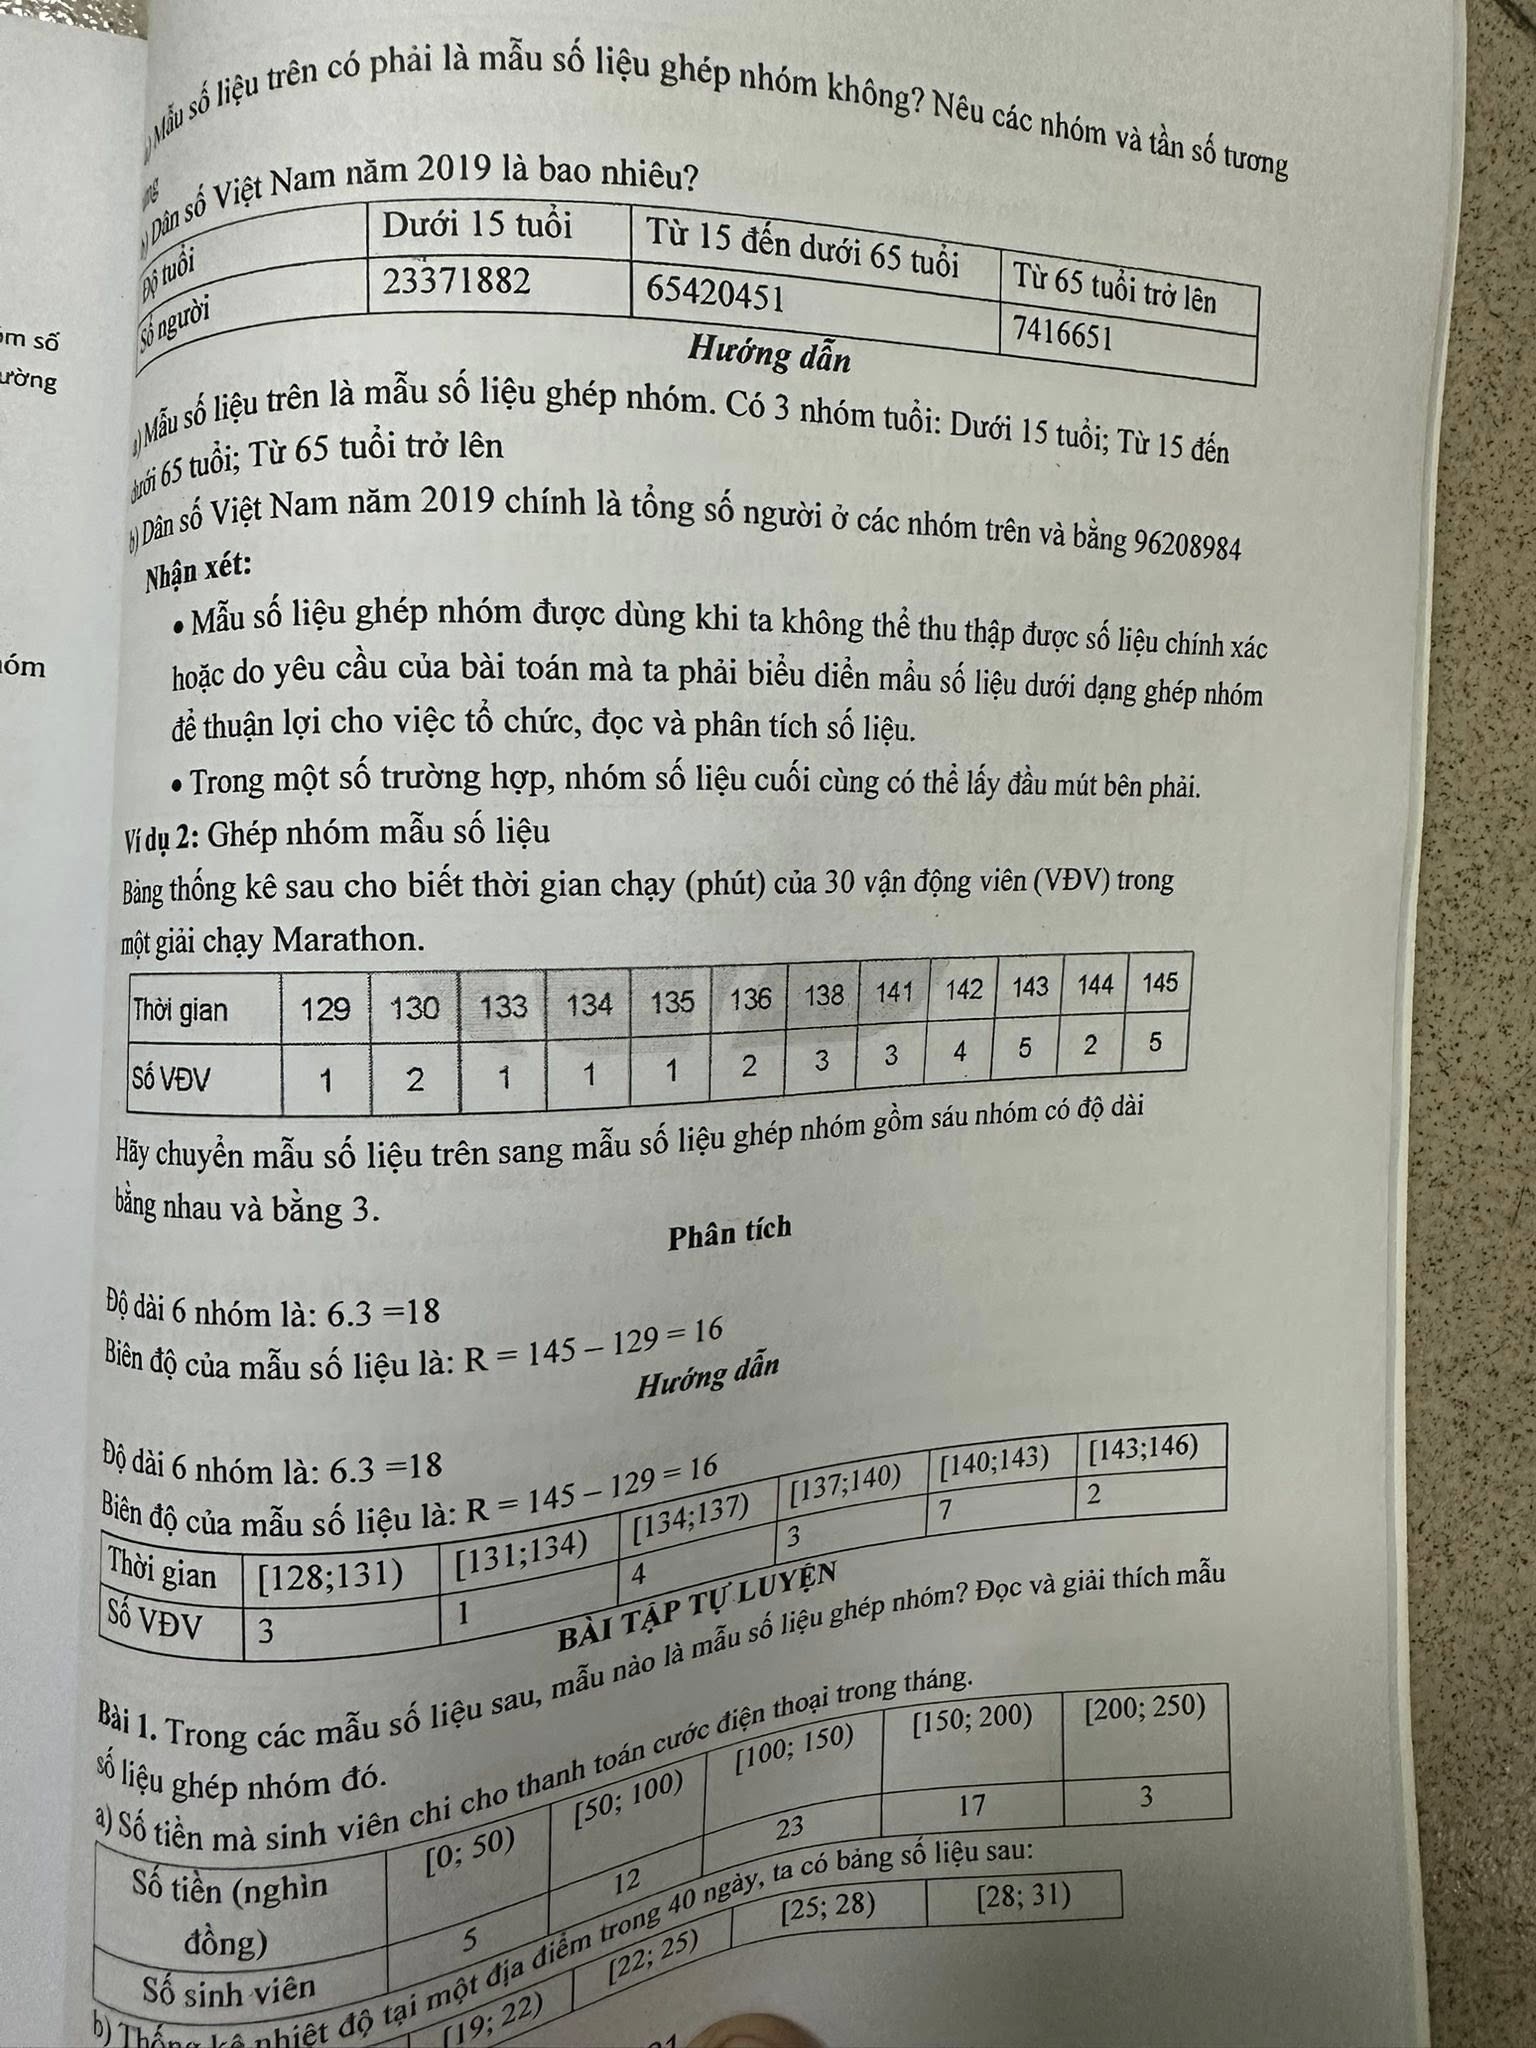 Mẫu số liệu trên có phải là mẫu số liệu ghép nhóm không? Nêu các nhóm và tần số tương
ứng
b) Dân số Việt Nam năm 2019 là bao nhiêu?
Độ tuổi Dưới 15 tuổi Từ 15 đến dưới 65 tuổi Từ 65 tuổi trở lên
Số người 23371882 65420451 7416651
Hướng dẫn
a) Mẫu số liệu trên là mẫu số liệu ghép nhóm. Có 3 nhóm tuổi: Dưới 15 tuổi; Từ 15 đến
dưới 65 tuổi; Từ 65 tuổi trở lên
b) Dân số Việt Nam năm 2019 chính là tổng số người ở các nhóm trên và bằng 96208984
Nhận xét:
• Mẫu số liệu ghép nhóm được dùng khi ta không thể thu thập được số liệu chính xác
hoặc do yêu cầu của bài toán mà ta phải biểu diển mẩu số liệu dưới dạng ghép nhóm
để thuận lợi cho việc tổ chức, đọc và phân tích số liệu.
• Trong một số trường hợp, nhóm số liệu cuối cùng có thể lấy đầu mút bên phải.
Ví dụ 2: Ghép nhóm mẫu số liệu
Bảng thống kê sau cho biết thời gian chạy (phút) của 30 vận động viên (VĐV) trong
một giải chạy Marathon.
Thời gian 129 130 133 134 135 136 138 141 142 143 144 145
Số VĐV 1 2 1 1 1 2 3 3 4 5 2 5
Hãy chuyển mẫu số liệu trên sang mẫu số liệu ghép nhóm gồm sáu nhóm có độ dài
bằng nhau và bằng 3.
Phân tích
Độ dài 6 nhóm là: 6.3 =18
Biên độ của mẫu số liệu là: R = 145 – 129 = 16
Hướng dẫn
Độ dài 6 nhóm là: 6.3 =18
Biên độ của mẫu số liệu là: R = 145 – 129 = 16
Thời gian [128;131) [131;134) [134;137) [137;140) [140;143) [143;146)
Số VĐV 3 1 4 3 7 2
BÀI TẬP TỰ LUYỆN
Bài 1. Trong các mẫu số liệu sau, mẫu nào là mẫu số liệu ghép nhóm? Đọc và giải thích mẫu
số liệu ghép nhóm đó.
a) Số tiền mà sinh viên chi cho thanh toán cước điện thoại trong tháng.
Số tiền (nghìn đồng) [0; 50) [50; 100) [100; 150) [150; 200) [200; 250)
Số sinh viên 5 12 23 17 3
b) Thống kê nhiệt độ tại một địa điểm trong 40 ngày, ta có bảng số liệu sau:
[19; 22) [22; 25) [25; 28) [28; 31)
óm số
ường
hóm